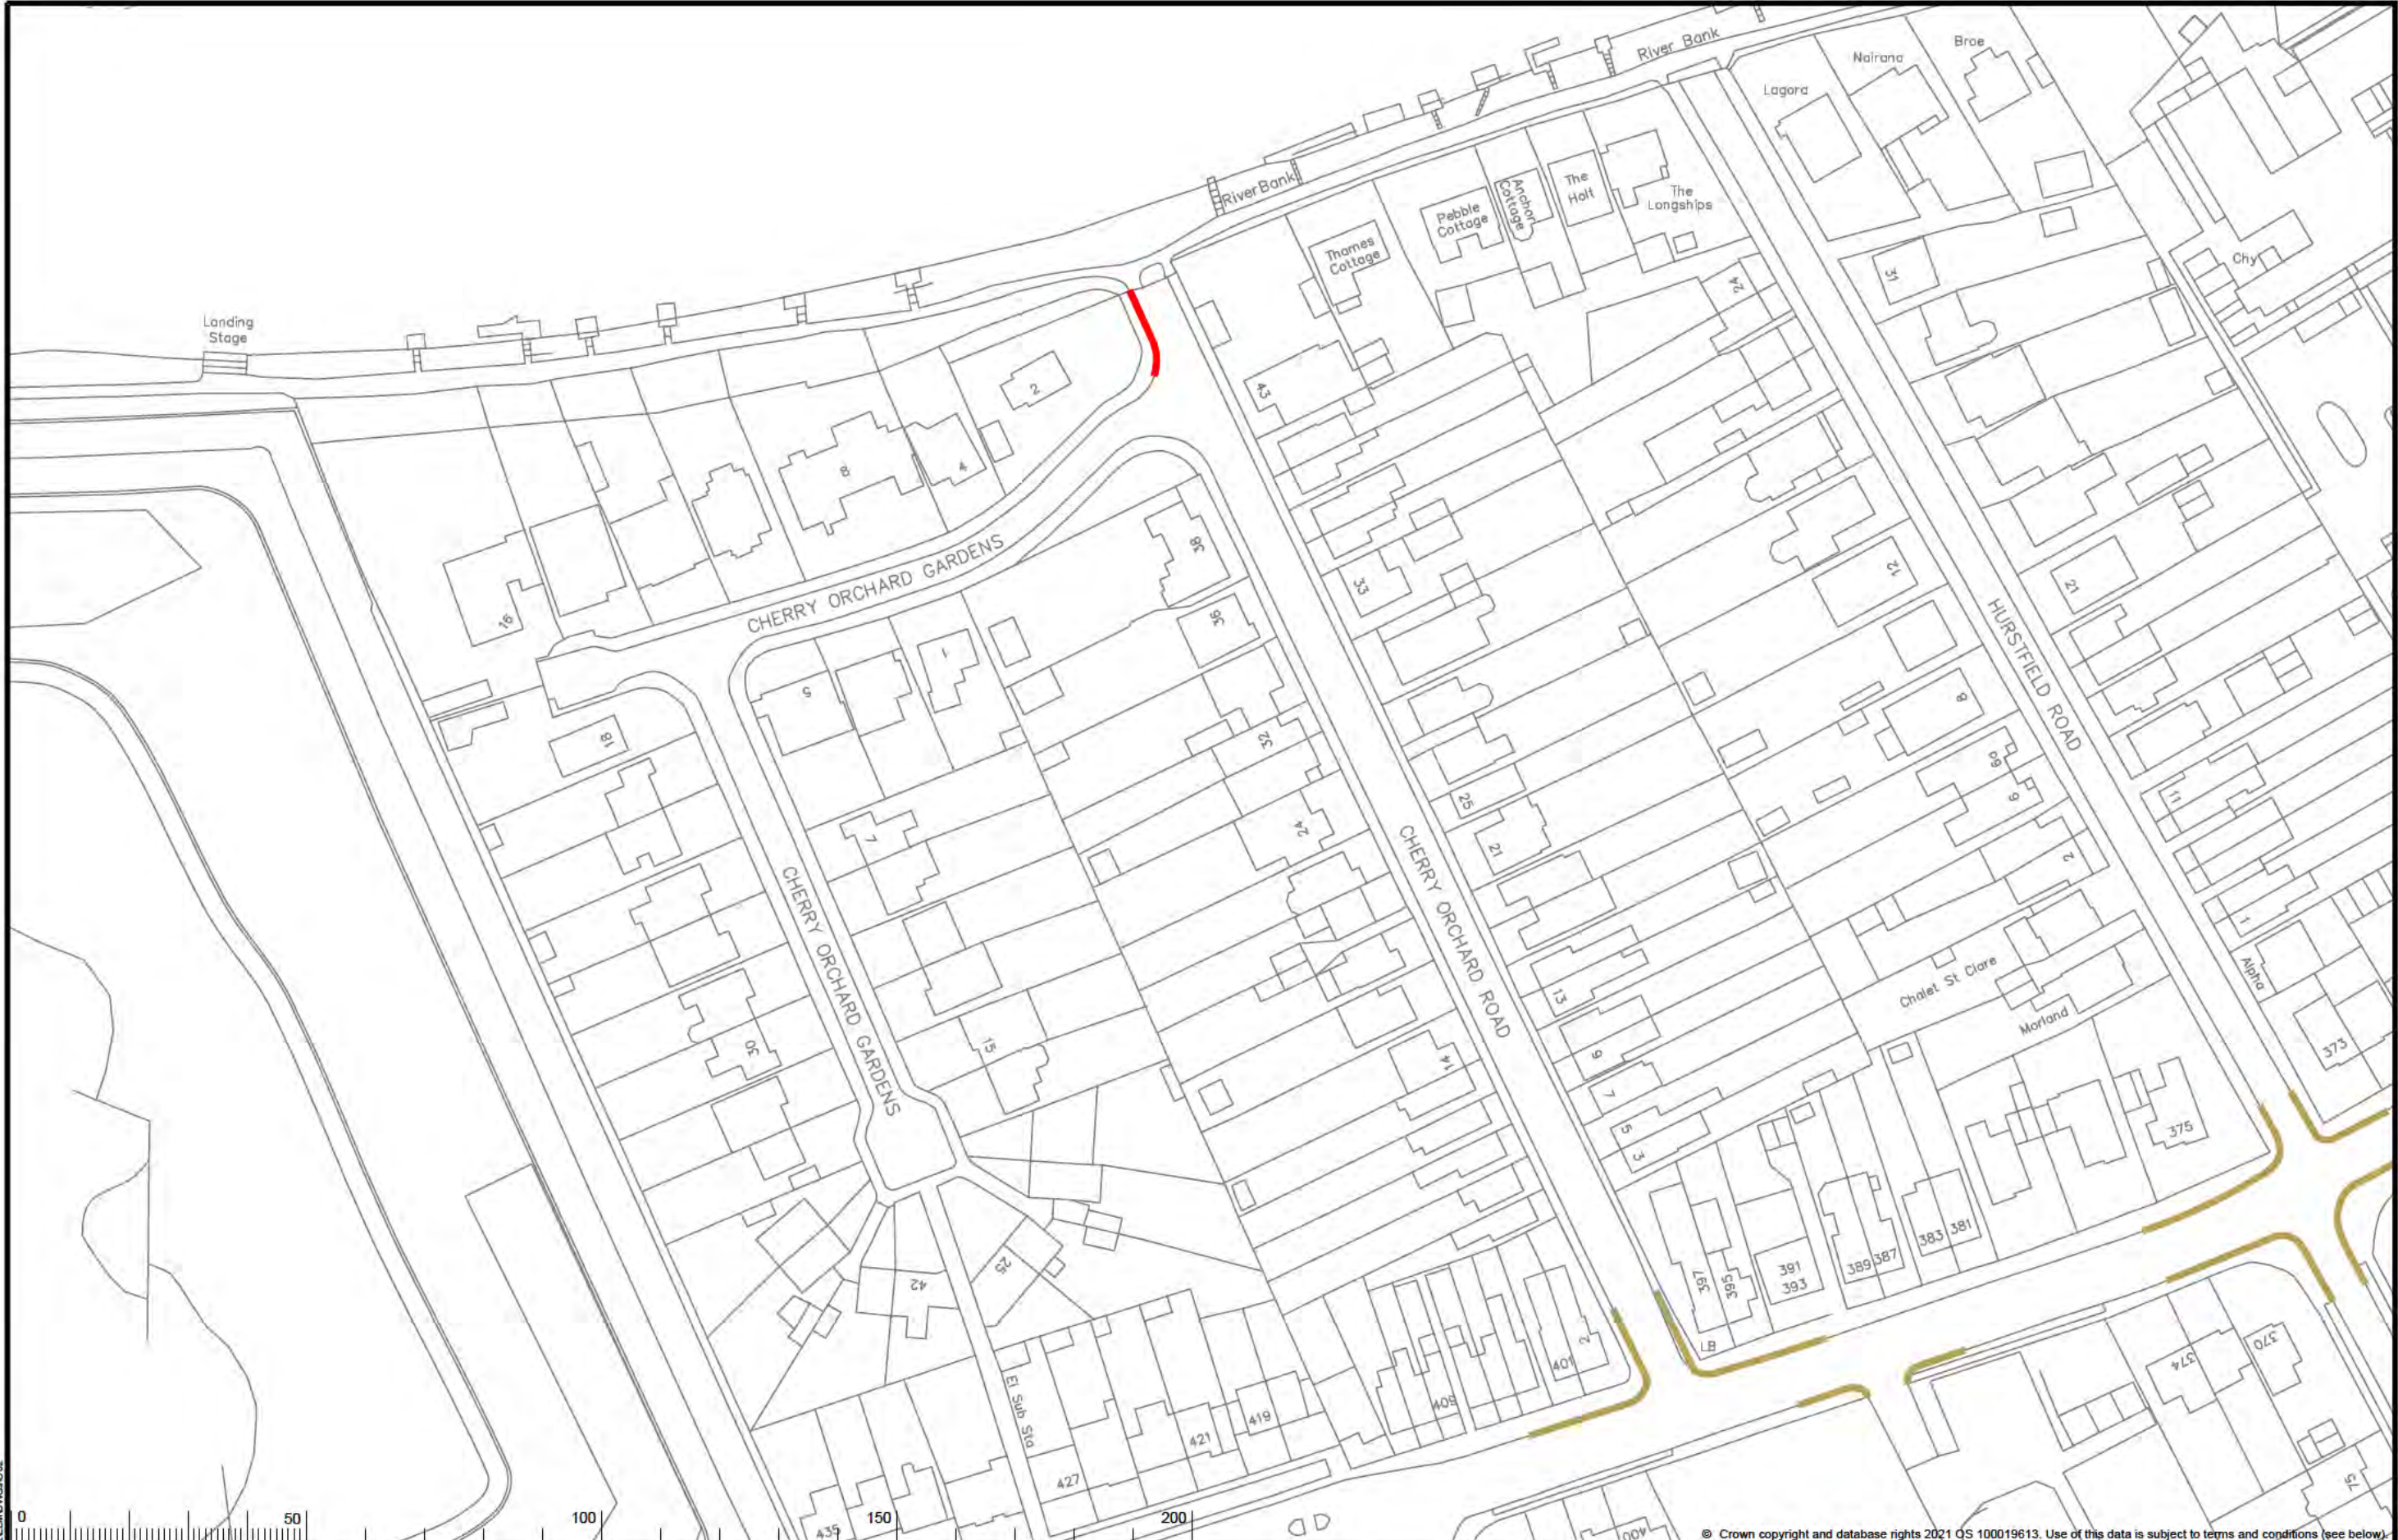 River Bank
Broe
Nairana
Lagora
River Bank
The
Longships
The
Holt
Anchor
Cottage
Pebble
Cottage
Thames
Cottage
24
31
Chy
Landing
Stage
2
43
4
8
38
CHERRY ORCHARD GARDENS
16
33
12
21
HURSTFIELD ROAD
36
1
5
8
18
32
6a
25
11
6
24
7
21
2
CHERRY ORCHARD ROAD
CHERRY ORCHARD GARDENS
1
Chalet St Clare
Alpha
13
Morland
30
15
9
14
373
7
5
375
3
25
42
397
395
391
393
389
387
383
381
LB
2
401
370
374
El Sub Sta
409
419
421
427
15
435
400
0
50
100
150
200
© Crown copyright and database rights 2021 OS 100019613. Use of this data is subject to terms and conditions (see below).